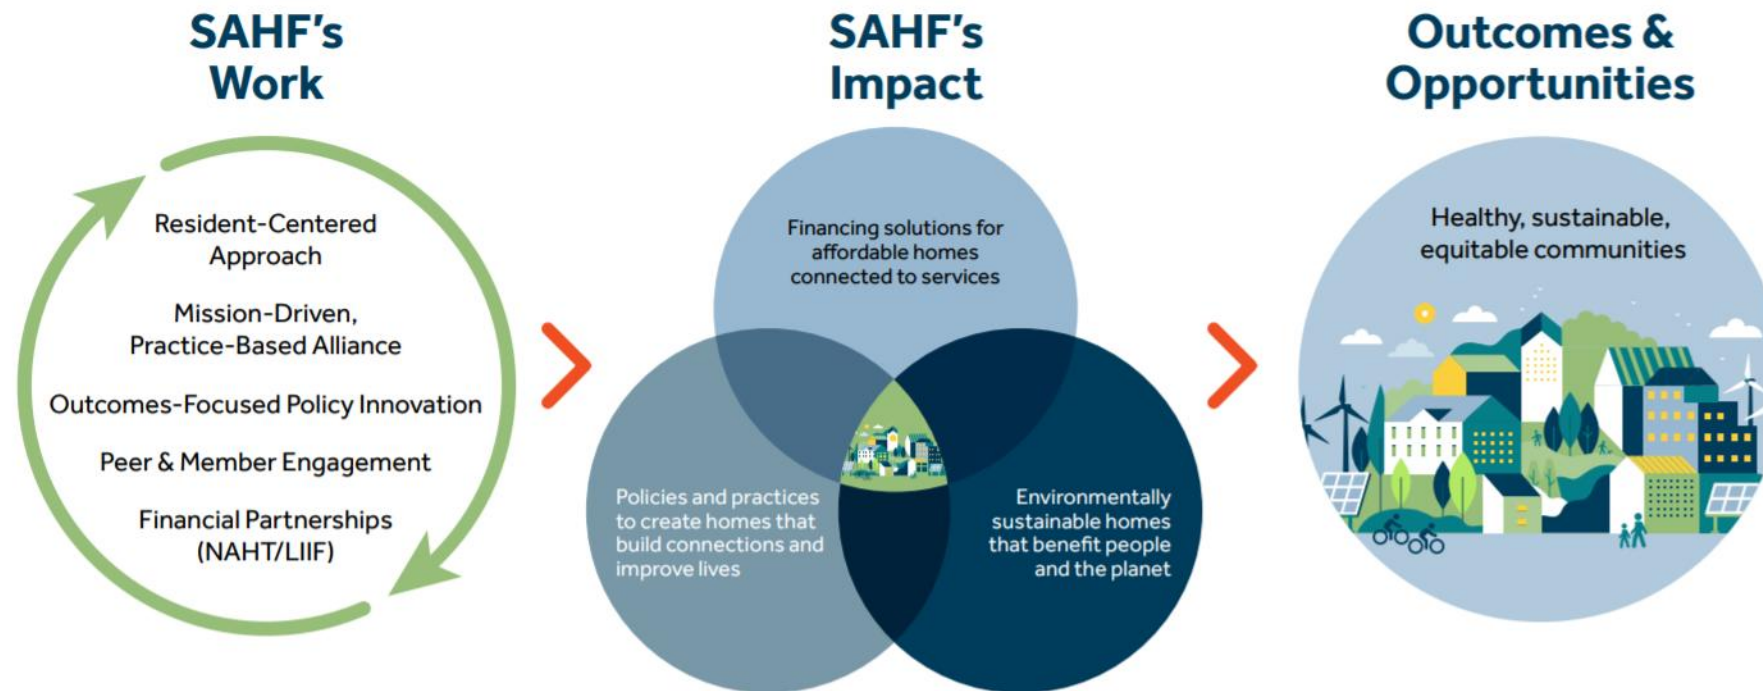 SAHF's
Work
Resident-Centered
Approach
Mission-Driven,
Practice-Based Alliance
Outcomes-Focused Policy Innovation
Peer & Member Engagement
Financial Partnerships
(NAHT/LIIF)
SAHF's
Impact
Financing solutions for
affordable homes
connected to services
Policies and practices
to create homes that
build connections and
improve lives
Environmentally
sustainable homes
that benefit people
and the planet
Outcomes &
Opportunities
Healthy, sustainable,
equitable communities